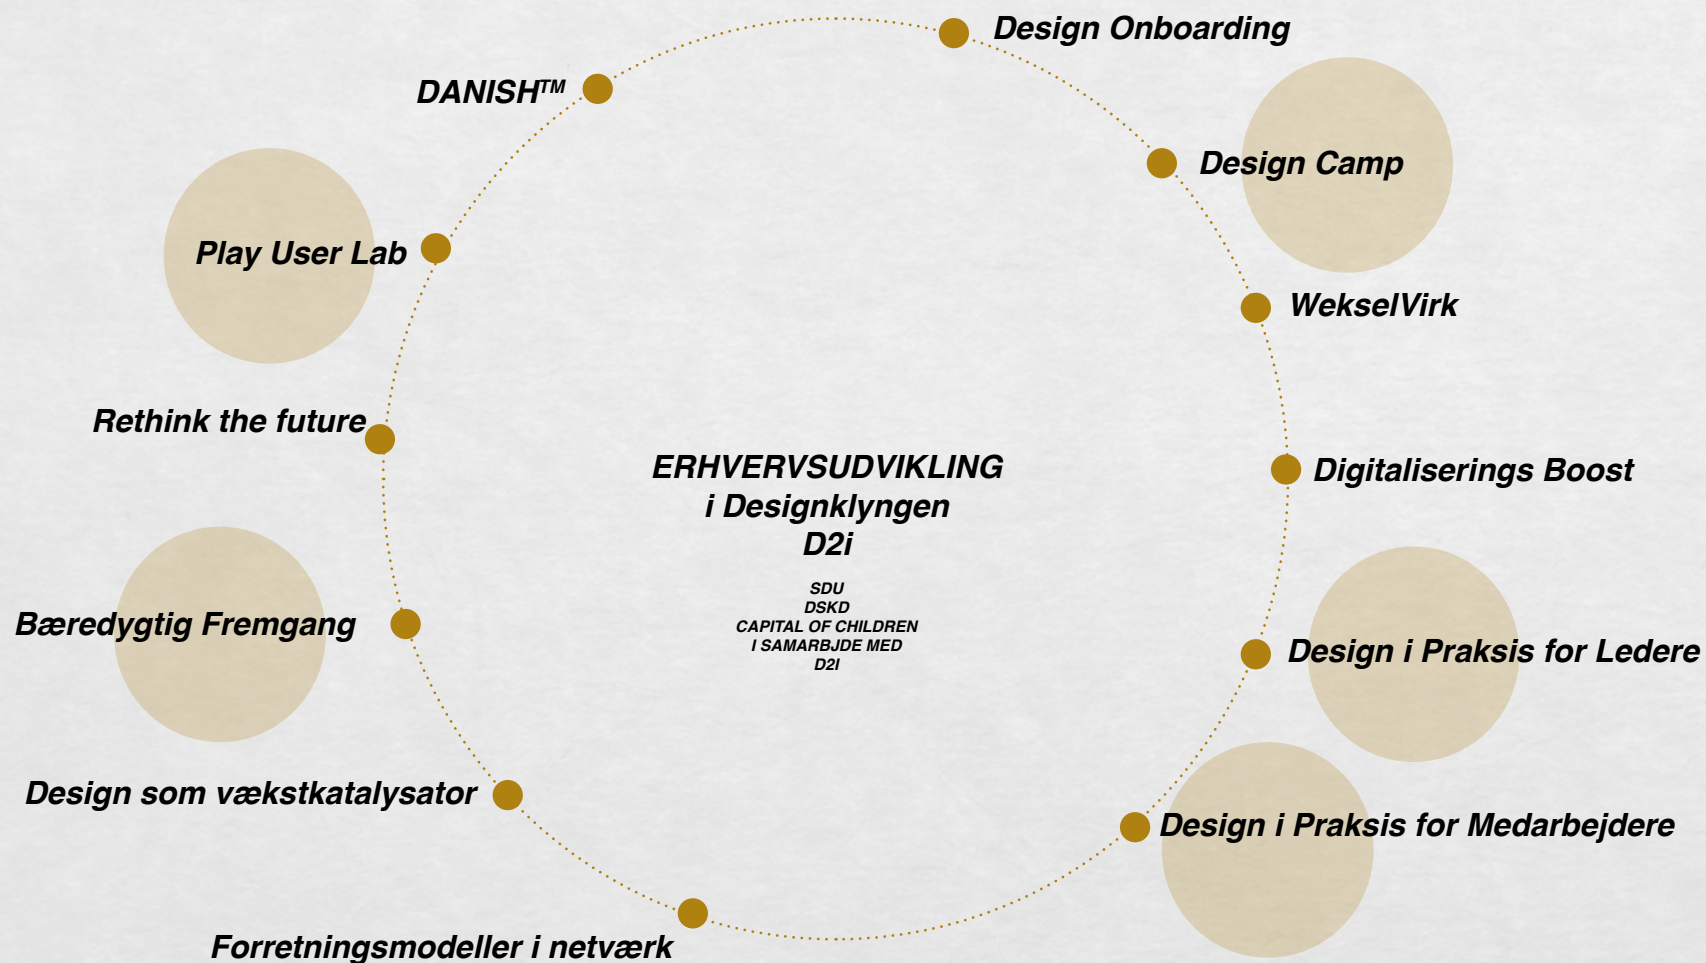 Design Onboarding
DANISH™
Design Camp
Play User Lab
WekselVirk
Rethink the future
ERHVERVSUDVIKLING
i Designklyngen
D2i
Digitaliserings Boost
SDU
DSKD
CAPITAL OF CHILDREN
I SAMARBJDE MED
D2I
Bæredygtig Fremgang
Design i Praksis for Ledere
Design som vækstkatalysator
Design i Praksis for Medarbejdere
Forretningsmodeller i netværk